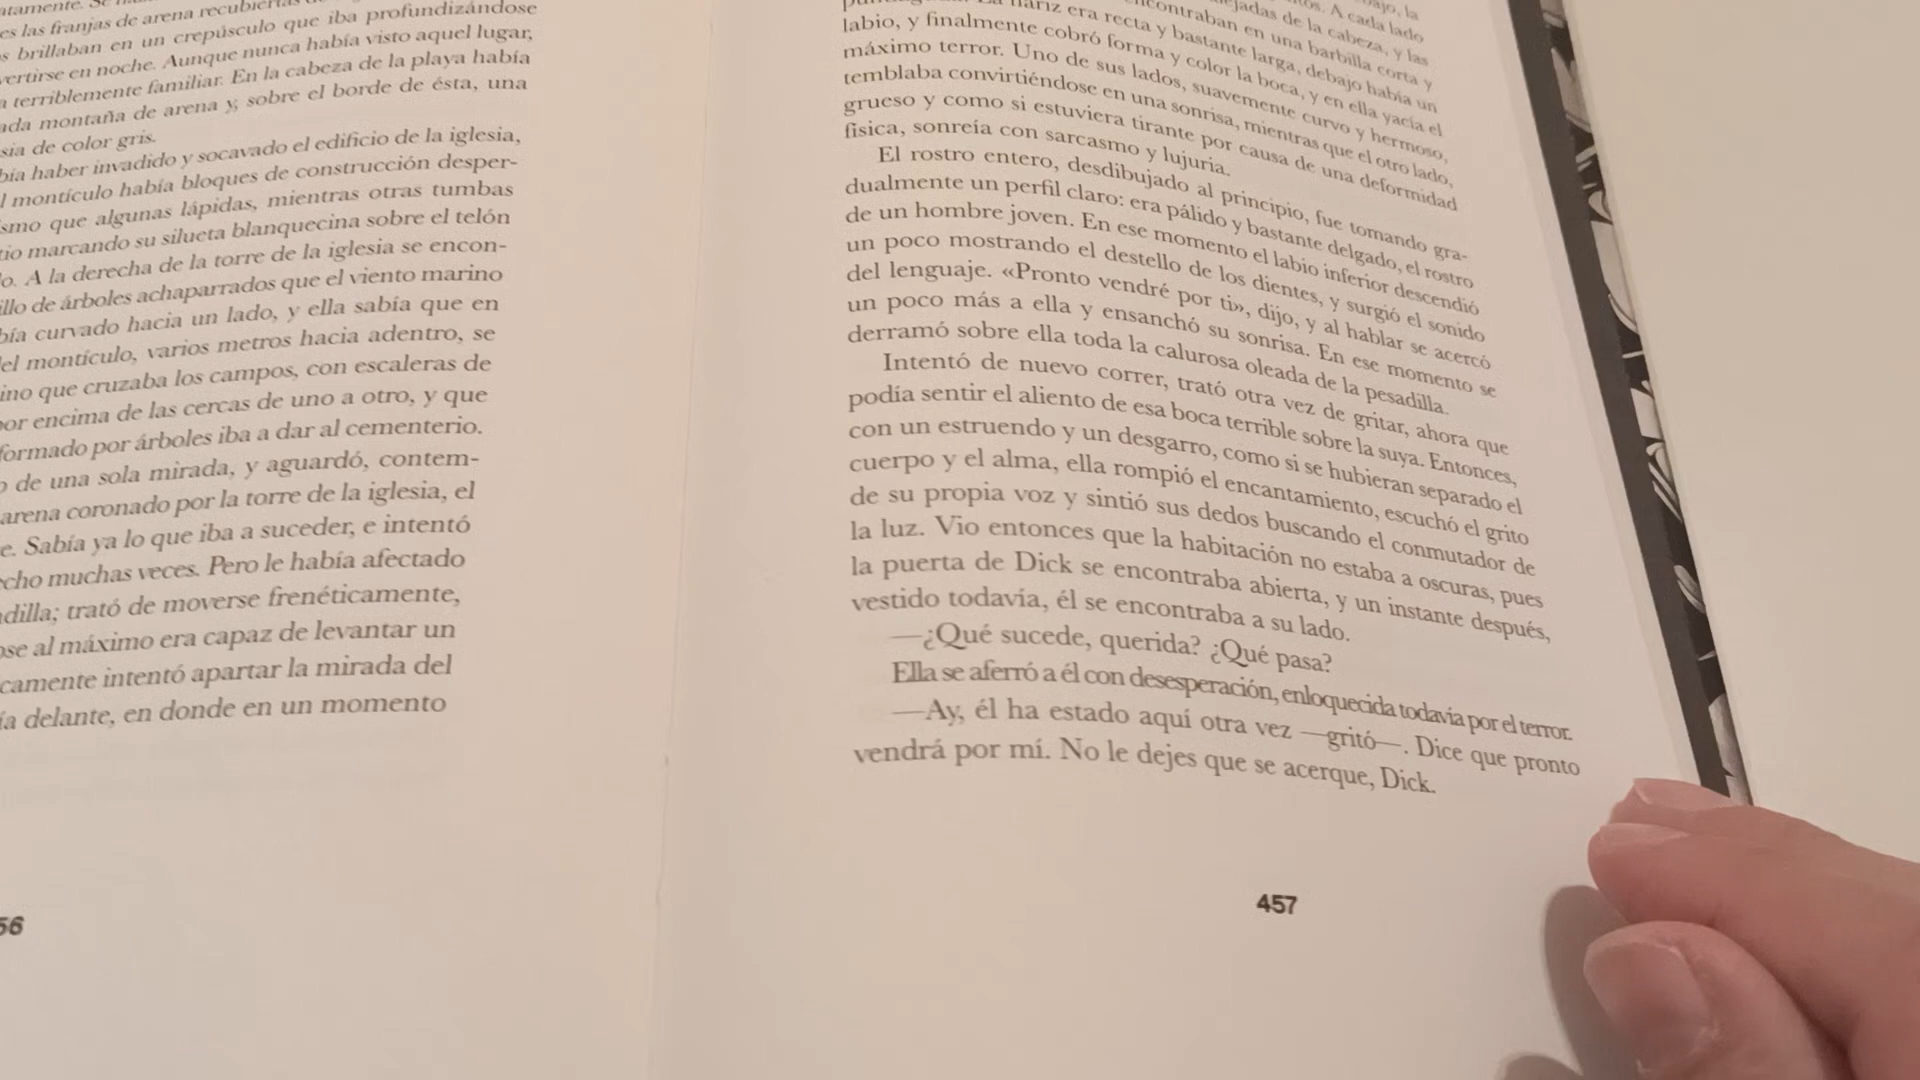 es las franjas de arena recubiertas
s brillaban en un crepúsculo que iba profundizándose
vertirse en noche. Aunque nunca había visto aquel lugar,
a terriblemente familiar. En la cabeza de la playa había
ada montaña de arena y, sobre el borde de ésta, una
sia de color gris.
bía haber invadido y socavado el edificio de la iglesia,
l montículo había bloques de construcción desper-
smo que algunas lápidas, mientras otras tumbas
tio marcando su silueta blanquecina sobre el telón
o. A la derecha de la torre de la iglesia se encon-
illo de árboles achaparrados que el viento marino
bía curvado hacia un lado, y ella sabía que en
el montículo, varios metros hacia adentro, se
ino que cruzaba los campos, con escaleras de
por encima de las cercas de uno a otro, y que
formado por árboles iba a dar al cementerio.
o de una sola mirada, y aguardó, contem-
arena coronado por la torre de la iglesia, el
e. Sabía ya lo que iba a suceder, e intentó
echo muchas veces. Pero le había afectado
adilla; trató de moverse frenéticamente,
ose al máximo era capaz de levantar un
camente intentó apartar la mirada del
ía delante, en donde en un momento
56
bajo, la
A cada lado
ejadas de la cabeza, y las
ncontraban en una barbilla corta y
nariz era recta y bastante larga, debajo había un
labio, y finalmente cobró forma y color la boca, y en ella yacía el
máximo terror. Uno de sus lados, suavemente curvo y hermoso,
temblaba convirtiéndose en una sonrisa, mientras que el otro lado,
grueso y como si estuviera tirante por causa de una deformidad
física, sonreía con sarcasmo y lujuria.
El rostro entero, desdibujado al principio, fue tomando gra-
dualmente un perfil claro: era pálido y bastante delgado, el rostro
de un hombre joven. En ese momento el labio inferior descendió
un poco mostrando el destello de los dientes, y surgió el sonido
del lenguaje. «Pronto vendré por ti», dijo, y al hablar se acercó
un poco más a ella y ensanchó su sonrisa. En ese momento se
derramó sobre ella toda la calurosa oleada de la pesadilla.
Intentó de nuevo correr, trató otra vez de gritar, ahora que
podía sentir el aliento de esa boca terrible sobre la suya. Entonces,
con un estruendo y un desgarro, como si se hubieran separado el
cuerpo y el alma, ella rompió el encantamiento, escuchó el grito
de su propia voz y sintió sus dedos buscando el conmutador de
la luz. Vio entonces que la habitación no estaba a oscuras, pues
la puerta de Dick se encontraba abierta, y un instante después,
vestido todavía, él se encontraba a su lado.
—¿Qué sucede, querida? ¿Qué pasa?
Ella se aferró a él con desesperación, enloquecida todavía por el terror.
—Ay, él ha estado aquí otra vez —gritó—. Dice que pronto
vendrá por mí. No le dejes que se acerque, Dick.
457